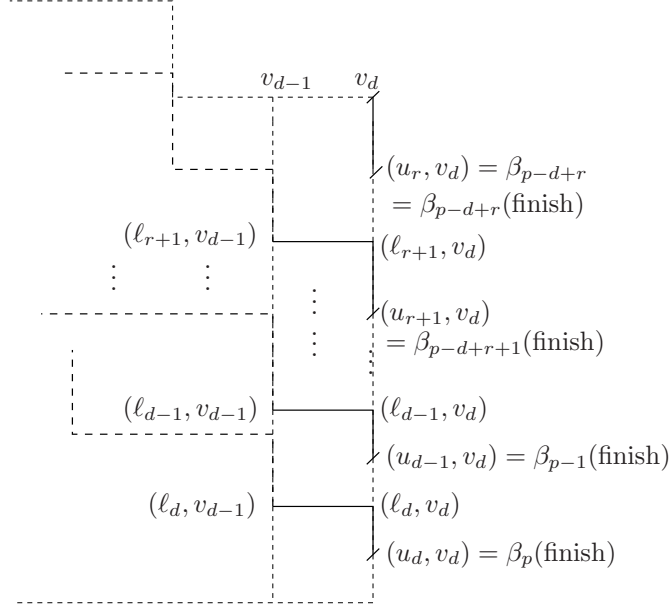 v_{d−1} v_d
(u_r, v_d) = β_{p−d+r}
= β_{p−d+r}(finish)
(ℓ_{r+1}, v_{d−1}) (ℓ_{r+1}, v_d)
(u_{r+1}, v_d)
= β_{p−d+r+1}(finish)
(ℓ_{d−1}, v_{d−1}) (ℓ_{d−1}, v_d)
(u_{d−1}, v_d) = β_{p−1}(finish)
(ℓ_d, v_{d−1}) (ℓ_d, v_d)
(u_d, v_d) = β_p(finish)